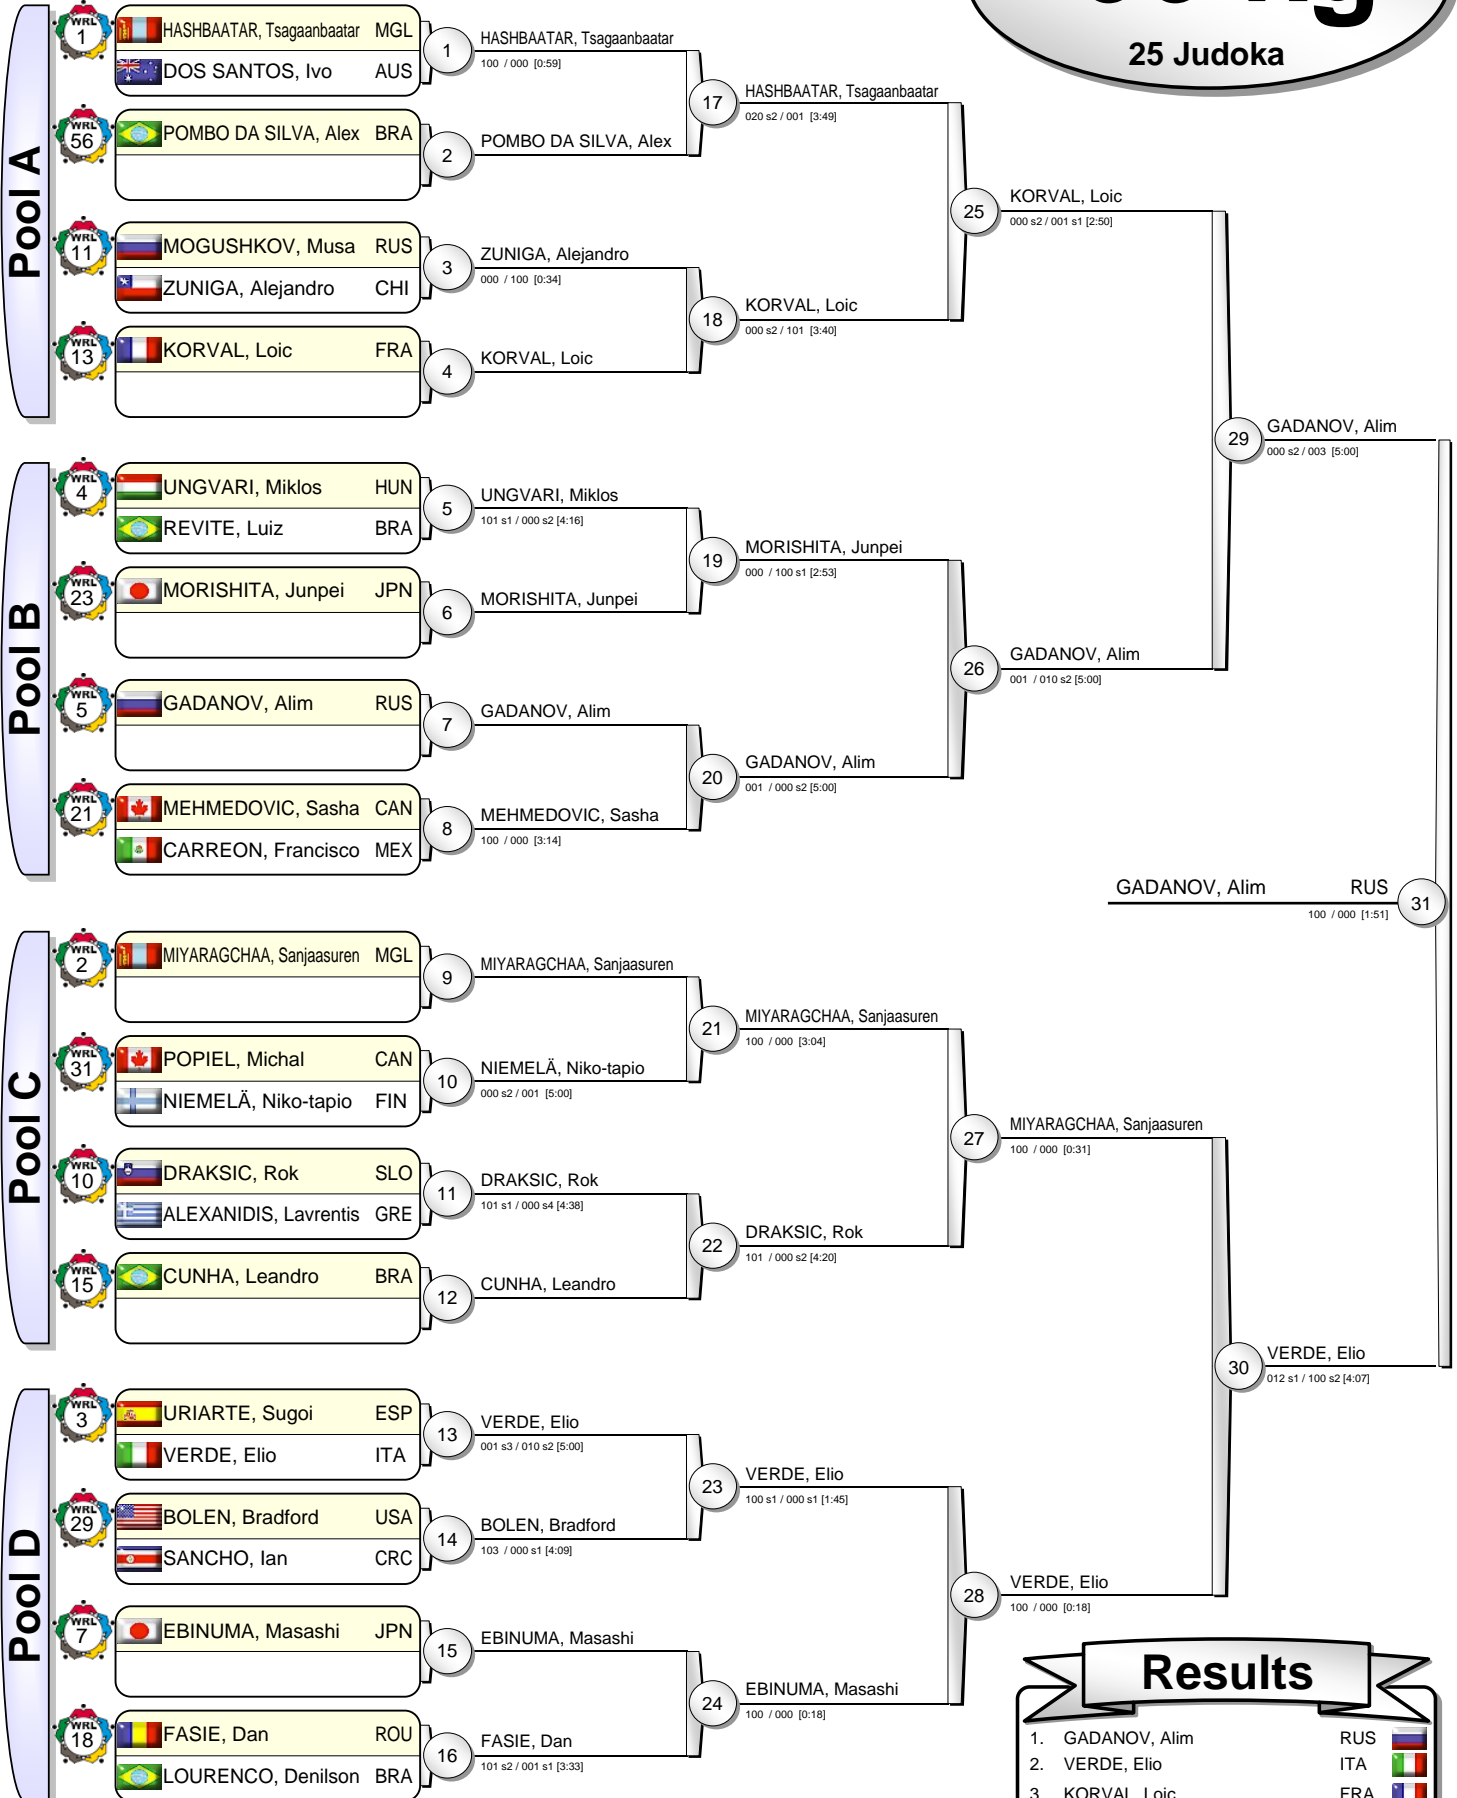 25 Judoka
Pool A
WRL 1 HASHBAATAR, Tsagaanbaatar MGL
DOS SANTOS, Ivo AUS
1 HASHBAATAR, Tsagaanbaatar
100 / 000 [0:59]
WRL 56 POMBO DA SILVA, Alex BRA
2 POMBO DA SILVA, Alex
17 HASHBAATAR, Tsagaanbaatar
020 s2 / 001 [3:49]
WRL 11 MOGUSHKOV, Musa RUS
ZUNIGA, Alejandro CHI
3 ZUNIGA, Alejandro
000 / 100 [0:34]
WRL 13 KORVAL, Loic FRA
4 KORVAL, Loic
18 KORVAL, Loic
000 s2 / 101 [3:40]
25 KORVAL, Loic
000 s2 / 001 s1 [2:50]
Pool B
WRL 4 UNGVARI, Miklos HUN
REVITE, Luiz BRA
5 UNGVARI, Miklos
101 s1 / 000 s2 [4:16]
WRL 23 MORISHITA, Junpei JPN
6 MORISHITA, Junpei
19 MORISHITA, Junpei
000 / 100 s1 [2:53]
WRL 5 GADANOV, Alim RUS
7 GADANOV, Alim
WRL 21 MEHMEDOVIC, Sasha CAN
CARREON, Francisco MEX
8 MEHMEDOVIC, Sasha
100 / 000 [3:14]
20 GADANOV, Alim
001 / 000 s2 [5:00]
26 GADANOV, Alim
001 / 010 s2 [5:00]
29 GADANOV, Alim
000 s2 / 003 [5:00]
GADANOV, Alim RUS 31
100 / 000 [1:51]
Pool C
WRL 2 MIYARAGCHAA, Sanjaasuren MGL
9 MIYARAGCHAA, Sanjaasuren
WRL 31 POPIEL, Michal CAN
NIEMELÄ, Niko-tapio FIN
10 NIEMELÄ, Niko-tapio
000 s2 / 001 [5:00]
21 MIYARAGCHAA, Sanjaasuren
100 / 000 [3:04]
WRL 10 DRAKSIC, Rok SLO
ALEXANIDIS, Lavrentis GRE
11 DRAKSIC, Rok
101 s1 / 000 s4 [4:38]
WRL 15 CUNHA, Leandro BRA
12 CUNHA, Leandro
22 DRAKSIC, Rok
101 / 000 s2 [4:20]
27 MIYARAGCHAA, Sanjaasuren
100 / 000 [0:31]
Pool D
WRL 3 URIARTE, Sugoi ESP
VERDE, Elio ITA
13 VERDE, Elio
001 s3 / 010 s2 [5:00]
WRL 29 BOLEN, Bradford USA
SANCHO, Ian CRC
14 BOLEN, Bradford
103 / 000 s1 [4:09]
23 VERDE, Elio
100 s1 / 000 s1 [1:45]
WRL 7 EBINUMA, Masashi JPN
15 EBINUMA, Masashi
WRL 18 FASIE, Dan ROU
LOURENCO, Denilson BRA
16 FASIE, Dan
101 s2 / 001 s1 [3:33]
24 EBINUMA, Masashi
100 / 000 [0:18]
28 VERDE, Elio
100 / 000 [0:18]
30 VERDE, Elio
012 s1 / 100 s2 [4:07]
Results
1. GADANOV, Alim RUS
2. VERDE, Elio ITA
3. KORVAL, Loic FRA